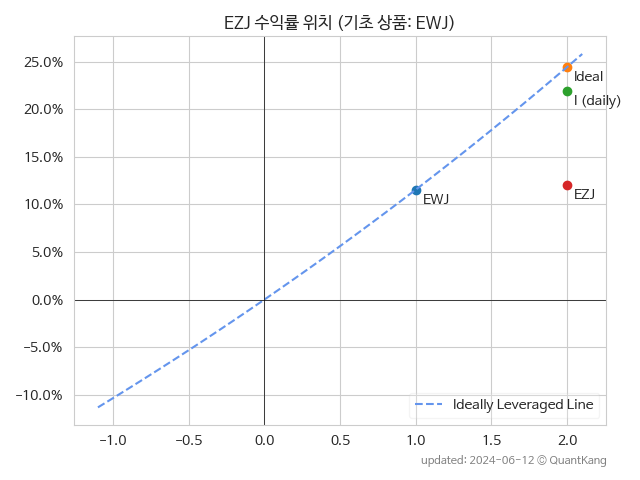 EZJ 수익률 위치 (기초 상품: EWJ)
25.0%
20.0%
15.0%
10.0%
5.0%
0.0%
−5.0%
−10.0%
Ideal
I (daily)
EZJ
EWJ
Ideally Leveraged Line
−1.0 −0.5 0.0 0.5 1.0 1.5 2.0
updated: 2024-06-12 © QuantKang